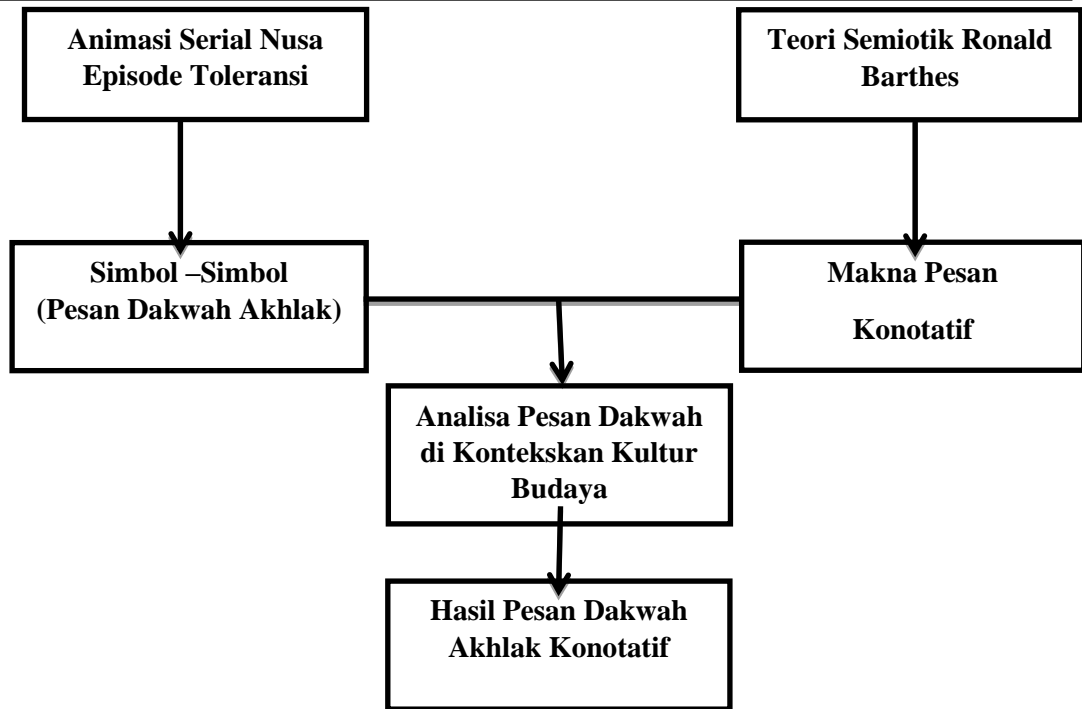 Animasi Serial Nusa
Episode Toleransi
Teori Semiotik Ronald
Barthes
Simbol –Simbol
(Pesan Dakwah Akhlak)
Makna Pesan
Konotatif
Analisa Pesan Dakwah
di Kontekskan Kultur
Budaya
Hasil Pesan Dakwah
Akhlak Konotatif